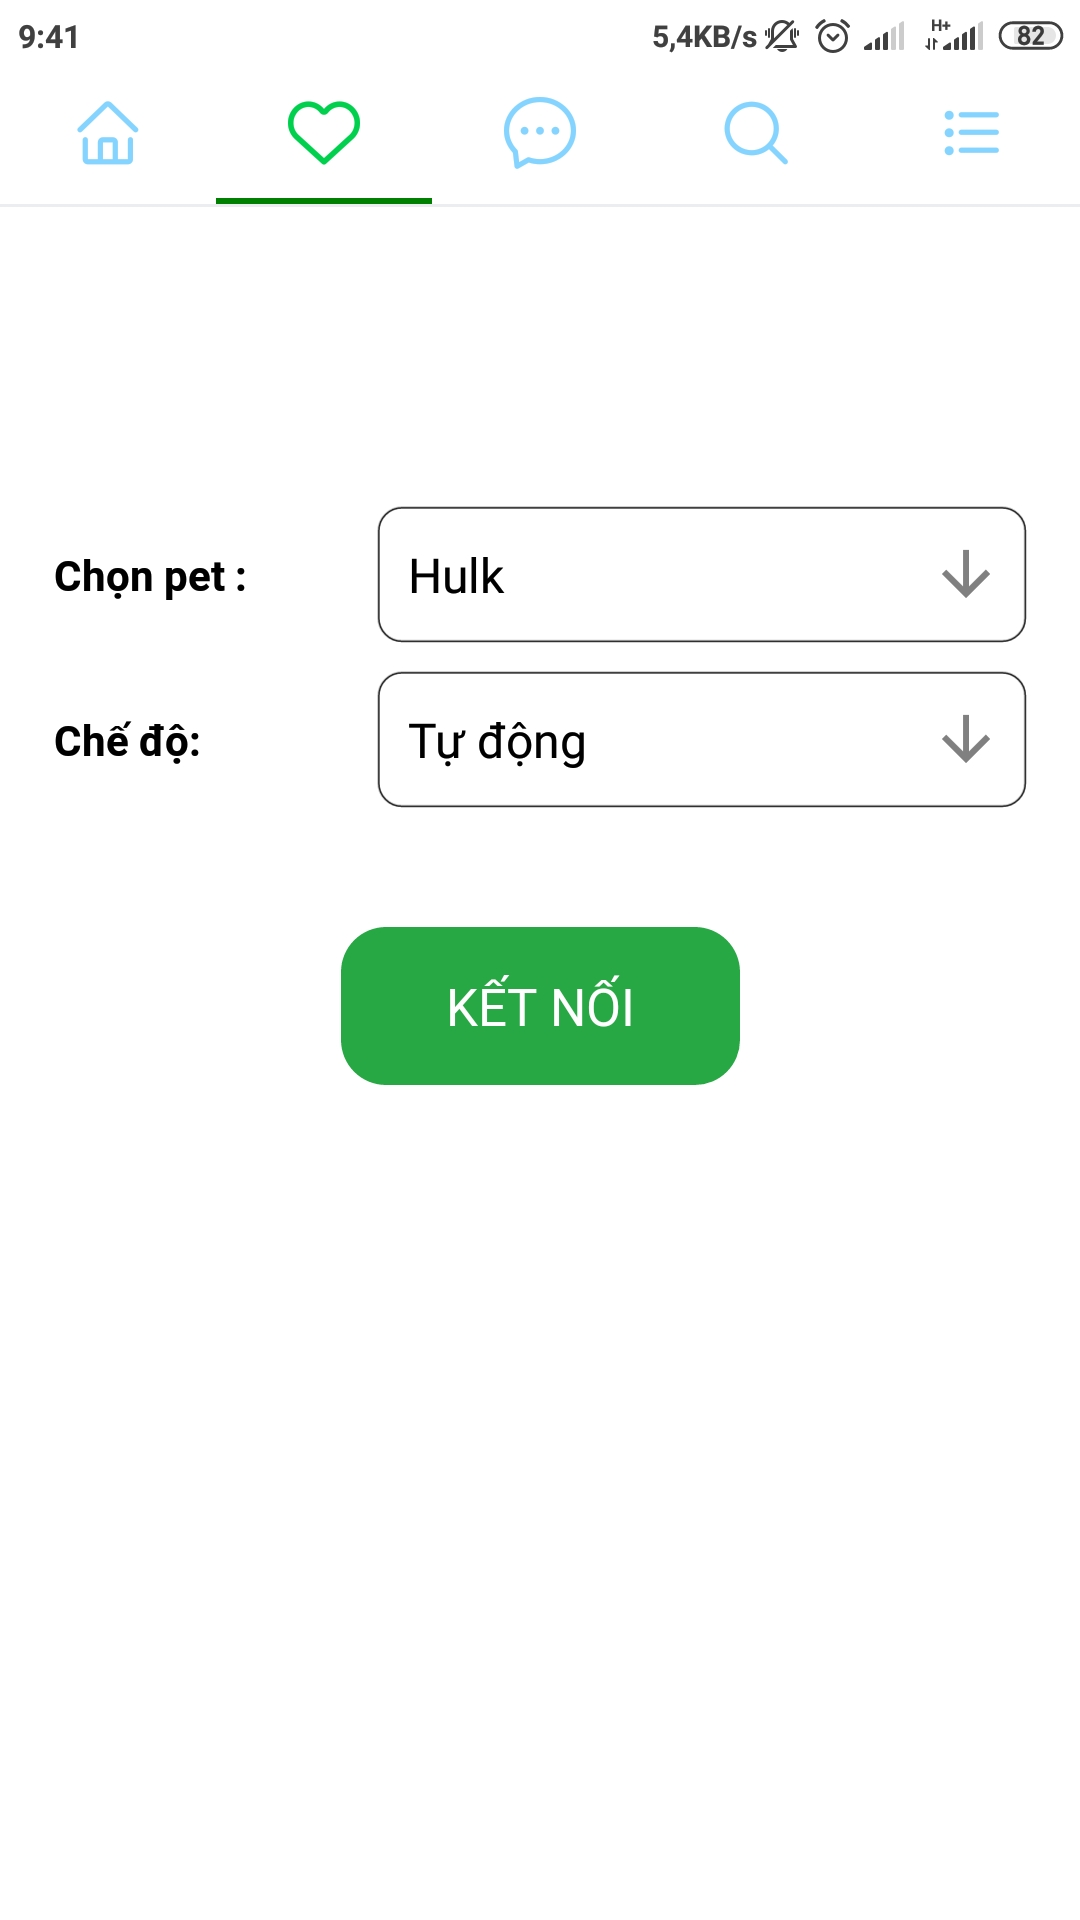 9:41 5,4KB/s H+ 82
Chọn pet : Hulk
Chế độ: Tự động
KẾT NỐI